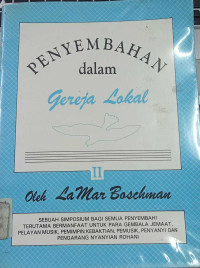 PENYEMBAHAN
dalam
Gereja Lokal
II
Oleh LaMar Boschman
SEBUAH SIMPOSIUM BAGI SEMUA PENYEMBAH!
TERUTAMA BERMANFAAT UNTUK PARA GEMBALA JEMAAT,
PELAYAN MUSIK, PEMIMPIN KEBAKTIAN, PEMUSIK, PENYANYI DAN
PENGARANG NYANYIAN ROHANI